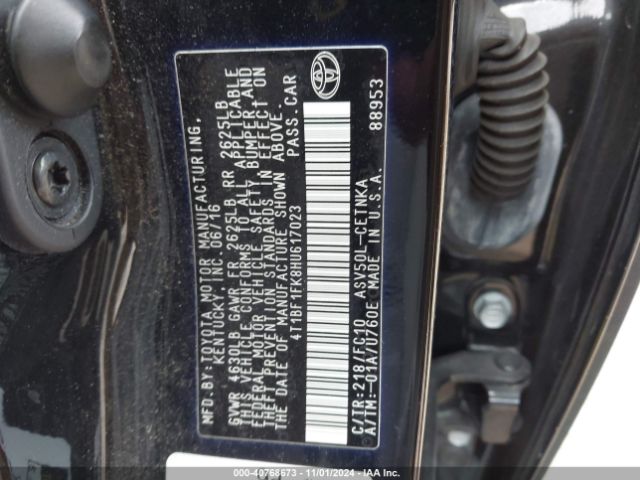 MFD.BY:TOYOTA MOTOR MANUFACTURING,
KENTUCKY,INC.06/16
GVWR 4630LB GAWR FR 2625LB RR 2625LB
THIS VEHICLE CONFORMS TO ALL APPLICABLE
FEDERAL MOTOR VEHICLE SAFETY BUMPER,AND
THEFT PREVENTION STANDARDS IN EFFECT ON
THE DATE OF MANUFACTURE SHOWN ABOVE.
4T1BF1FK8HU617023 PASS.CAR
C/TR:218/FC10 ASV50L-CETNKA
A/TM:-01A/U760E MADE IN U.S.A. 88953
000-40768673 - 11/01/2024 - IAA Inc.